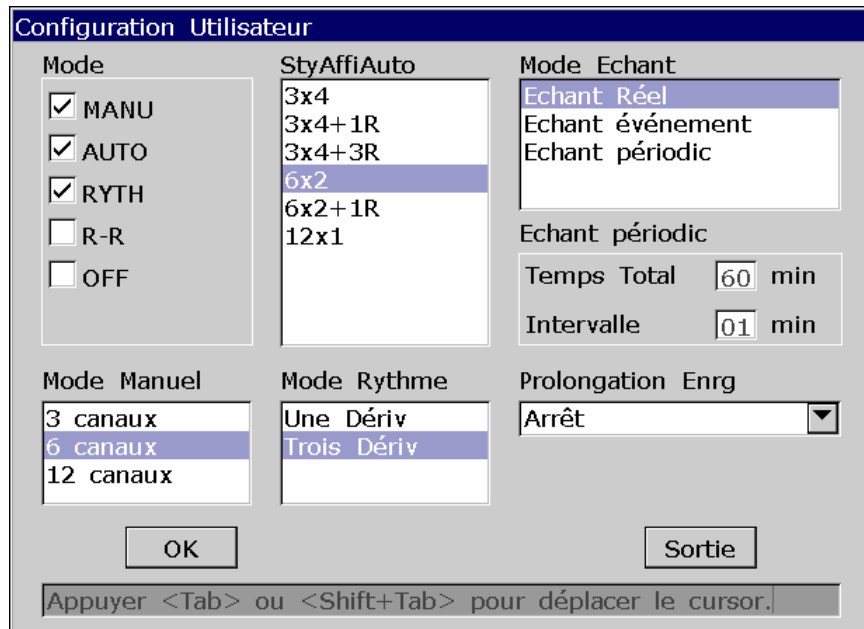 Configuration Utilisateur
Mode
MANU
AUTO
RYTH
R-R
OFF
StyAffiAuto
3x4
3x4+1R
3x4+3R
6x2
6x2+1R
12x1
Mode Echant
Echant Réel
Echant événement
Echant périodic
Echant périodic
Temps Total 60 min
Intervalle 01 min
Mode Manuel
3 canaux
6 canaux
12 canaux
Mode Rythme
Une Dériv
Trois Dériv
Prolongation Enrg
Arrêt
OK
Sortie
Appuyer <Tab> ou <Shift+Tab> pour déplacer le cursor.